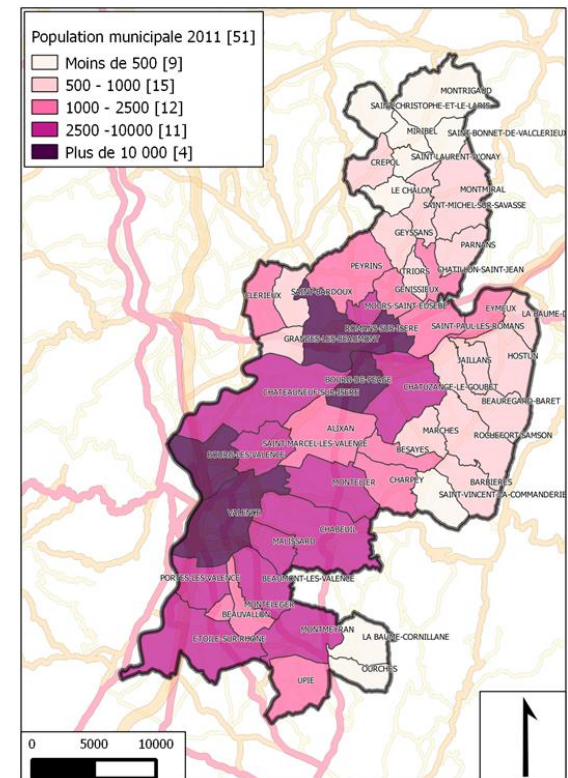 Population municipale 2011 [51]
Moins de 500 [9]
500 - 1000 [15]
1000 - 2500 [12]
2500 -10000 [11]
Plus de 10 000 [4]
MONTRIGAUD
SAINT-CHRISTOPHE-ET-LE-LARIS
MIRIBEL
SAINT-BONNET-DE-VALCLERIEUX
CREPOL
SAINT-LAURENT-D'ONAY
LE CHALON
MONTMIRAL
SAINT-MICHEL-SUR-SAVASSE
GEYSSANS
PARNANS
PEYRINS
TRIORS
CHATILLON-SAINT-JEAN
GENISSIEUX
CLERIEUX
SAINT-BARDOUX
MOURS-SAINT-EUSEBE
EYMEUX
LA BAUME-D
ROMANS-SUR-ISERE
SAINT-PAUL-LES-ROMANS
GRANGES-LES-BEAUMONT
HOSTUN
JAILLANS
BOURG-DE-PEAGE
CHATUZANGE-LE-GOUBET
CHATEAUNEUF-SUR-ISERE
BEAUREGARD-BARET
ALIXAN
MARCHES
ROCHEFORT-SAMSON
SAINT-MARCEL-LES-VALENCE
BESAYES
BOURG-LES-VALENCE
MONTELIER
CHARPEY
BARBIERES
SAINT-VINCENT-LA-COMMANDERIE
VALENCE
CHABEUIL
MALISSARD
PORTES-LES-VALENCE
BEAUMONT-LES-VALENCE
MONTELEGER
BEAUVALLON
MONTMEYRAN
LA BAUME-CORNILLANE
ETOILE-SUR-RHONE
OURCHES
UPIE
0 5000 10000